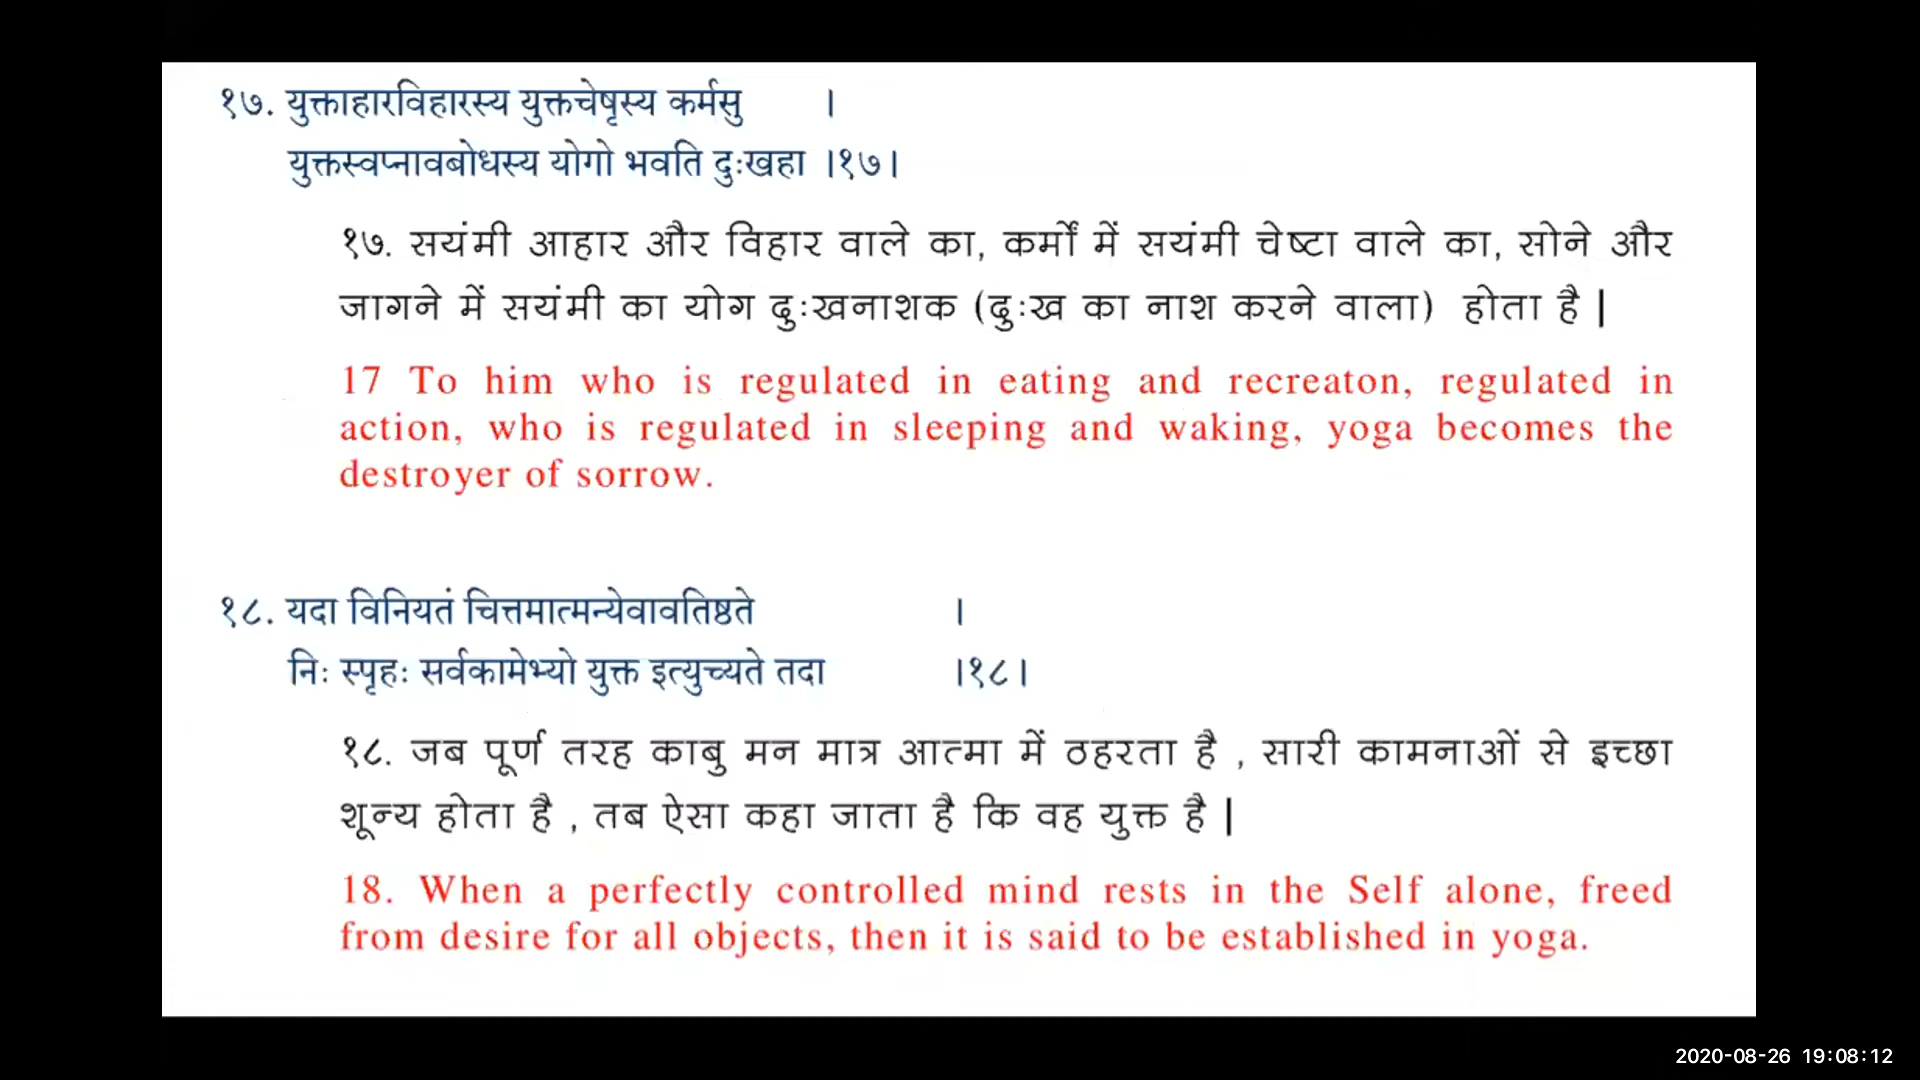 १७. युक्ताहारविहारस्य युक्तचेषृस्य कर्मसु ।
युक्तस्वप्नावबोधस्य योगो भवति दुःखहा ।१७।
१७. सयंमी आहार और विहार वाले का, कर्मों में सयंमी चेष्टा वाले का, सोने और
जागने में सयंमी का योग दुःखनाशक (दुःख का नाश करने वाला) होता है |
17 To him who is regulated in eating and recreaton, regulated in
action, who is regulated in sleeping and waking, yoga becomes the
destroyer of sorrow.
१८. यदा विनियतं चित्तमात्मन्येवावतिष्ठते ।
निः स्पृहः सर्वकामेभ्यो युक्त इत्युच्यते तदा ।१८।
१८. जब पूर्ण तरह काबु मन मात्र आत्मा में ठहरता है , सारी कामनाओं से इच्छा
शून्य होता है , तब ऐसा कहा जाता है कि वह युक्त है |
18. When a perfectly controlled mind rests in the Self alone, freed
from desire for all objects, then it is said to be established in yoga.
2020-08-26 19:08:12